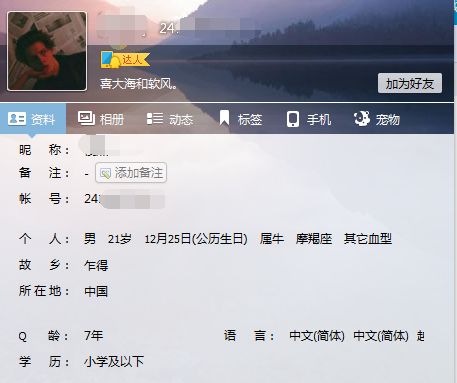 24.
达人
喜大海和软风。
加为好友
资料 相册 动态 标签 手机 宠物
昵 称：
备 注： - 添加备注
帐 号： 24
个 人： 男 21岁 12月25日(公历生日) 属牛 摩羯座 其它血型
故 乡： 乍得
所在地： 中国
Q 龄： 7年 语 言： 中文(简体) 中文(简体)
学 历： 小学及以下